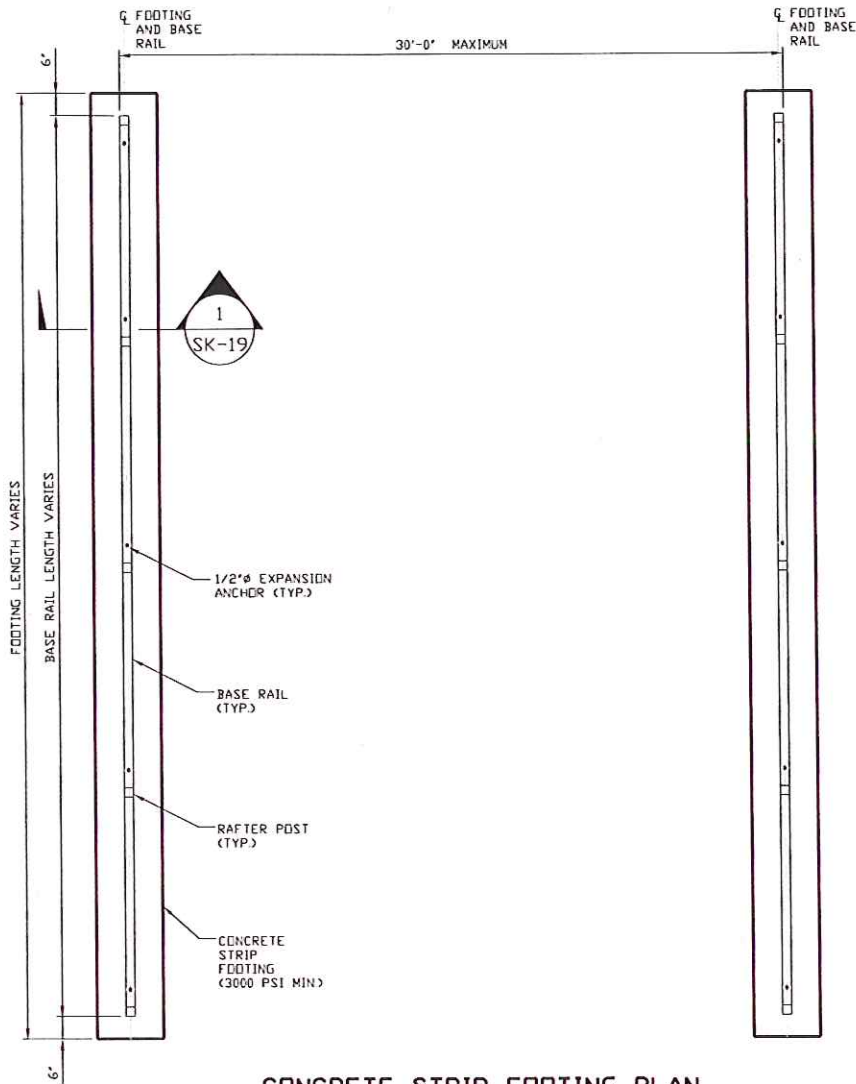 ℄ FOOTING
AND BASE
RAIL
℄ FOOTING
AND BASE
RAIL
30'-0" MAXIMUM
6"
1
SK-19
FOOTING LENGTH VARIES
BASE RAIL LENGTH VARIES
1/2"ø EXPANSION
ANCHOR (TYP.)
BASE RAIL
(TYP.)
RAFTER POST
(TYP.)
CONCRETE
STRIP
FOOTING
(3000 PSI MIN)
6"
CONCRETE STRIP FOOTING PLAN